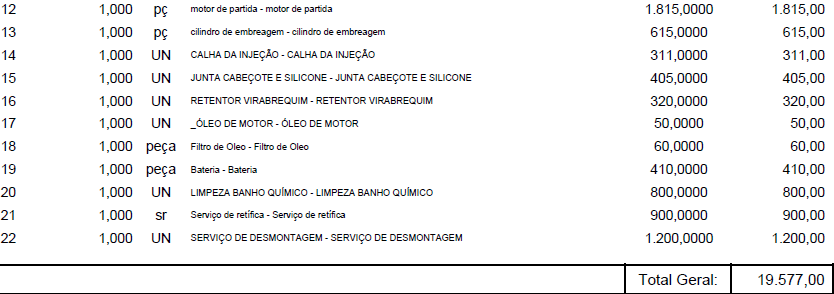 12 1,000 pç motor de partida - motor de partida 1.815,0000 1.815,00
13 1,000 pç cilindro de embreagem - cilindro de embreagem 615,0000 615,00
14 1,000 UN CALHA DA INJEÇÃO - CALHA DA INJEÇÃO 311,0000 311,00
15 1,000 UN JUNTA CABEÇOTE E SILICONE - JUNTA CABEÇOTE E SILICONE 405,0000 405,00
16 1,000 UN RETENTOR VIRABREQUIM - RETENTOR VIRABREQUIM 320,0000 320,00
17 1,000 UN _ÓLEO DE MOTOR - ÓLEO DE MOTOR 50,0000 50,00
18 1,000 peça Filtro de Oleo - Filtro de Oleo 60,0000 60,00
19 1,000 peça Bateria - Bateria 410,0000 410,00
20 1,000 UN LIMPEZA BANHO QUÍMICO - LIMPEZA BANHO QUÍMICO 800,0000 800,00
21 1,000 sr Serviço de retífica - Serviço de retífica 900,0000 900,00
22 1,000 UN SERVIÇO DE DESMONTAGEM - SERVIÇO DE DESMONTAGEM 1.200,0000 1.200,00
Total Geral: 19.577,00